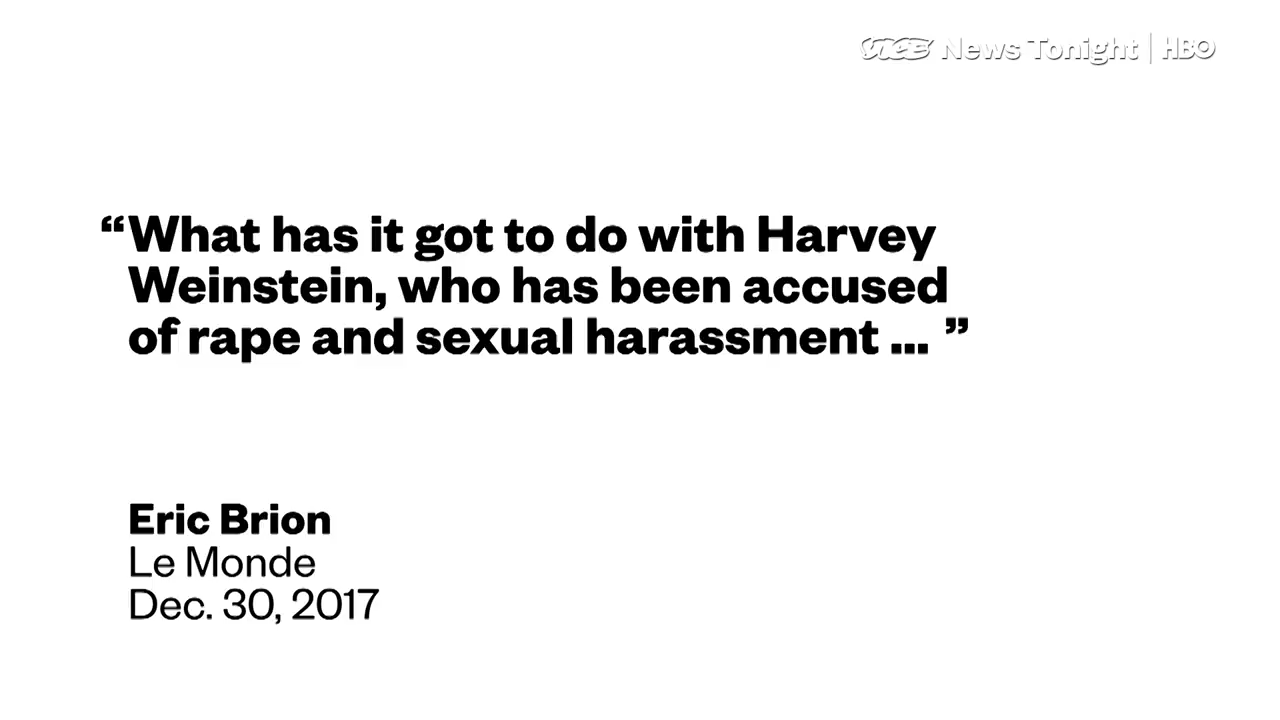 VICE News Tonight | HBO
“What has it got to do with Harvey
Weinstein, who has been accused
of rape and sexual harassment ... ”
Eric Brion
Le Monde
Dec. 30, 2017